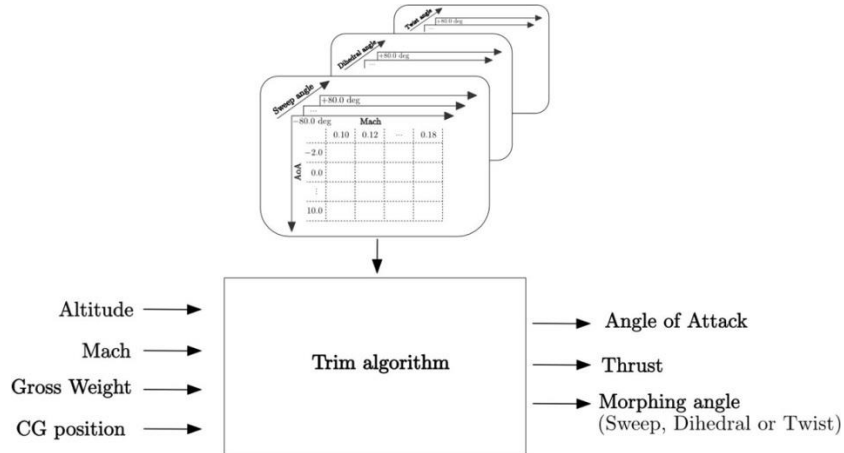 Twist angle
+80.0 deg
...
Dihedral angle
+80.0 deg
...
Sweep angle
+80.0 deg
...
−80.0 deg
Mach
0.10 0.12 ... 0.18
AoA
−2.0
0.0
⋮
10.0
Altitude
Mach
Gross Weight
CG position
Trim algorithm
Angle of Attack
Thrust
Morphing angle
(Sweep, Dihedral or Twist)